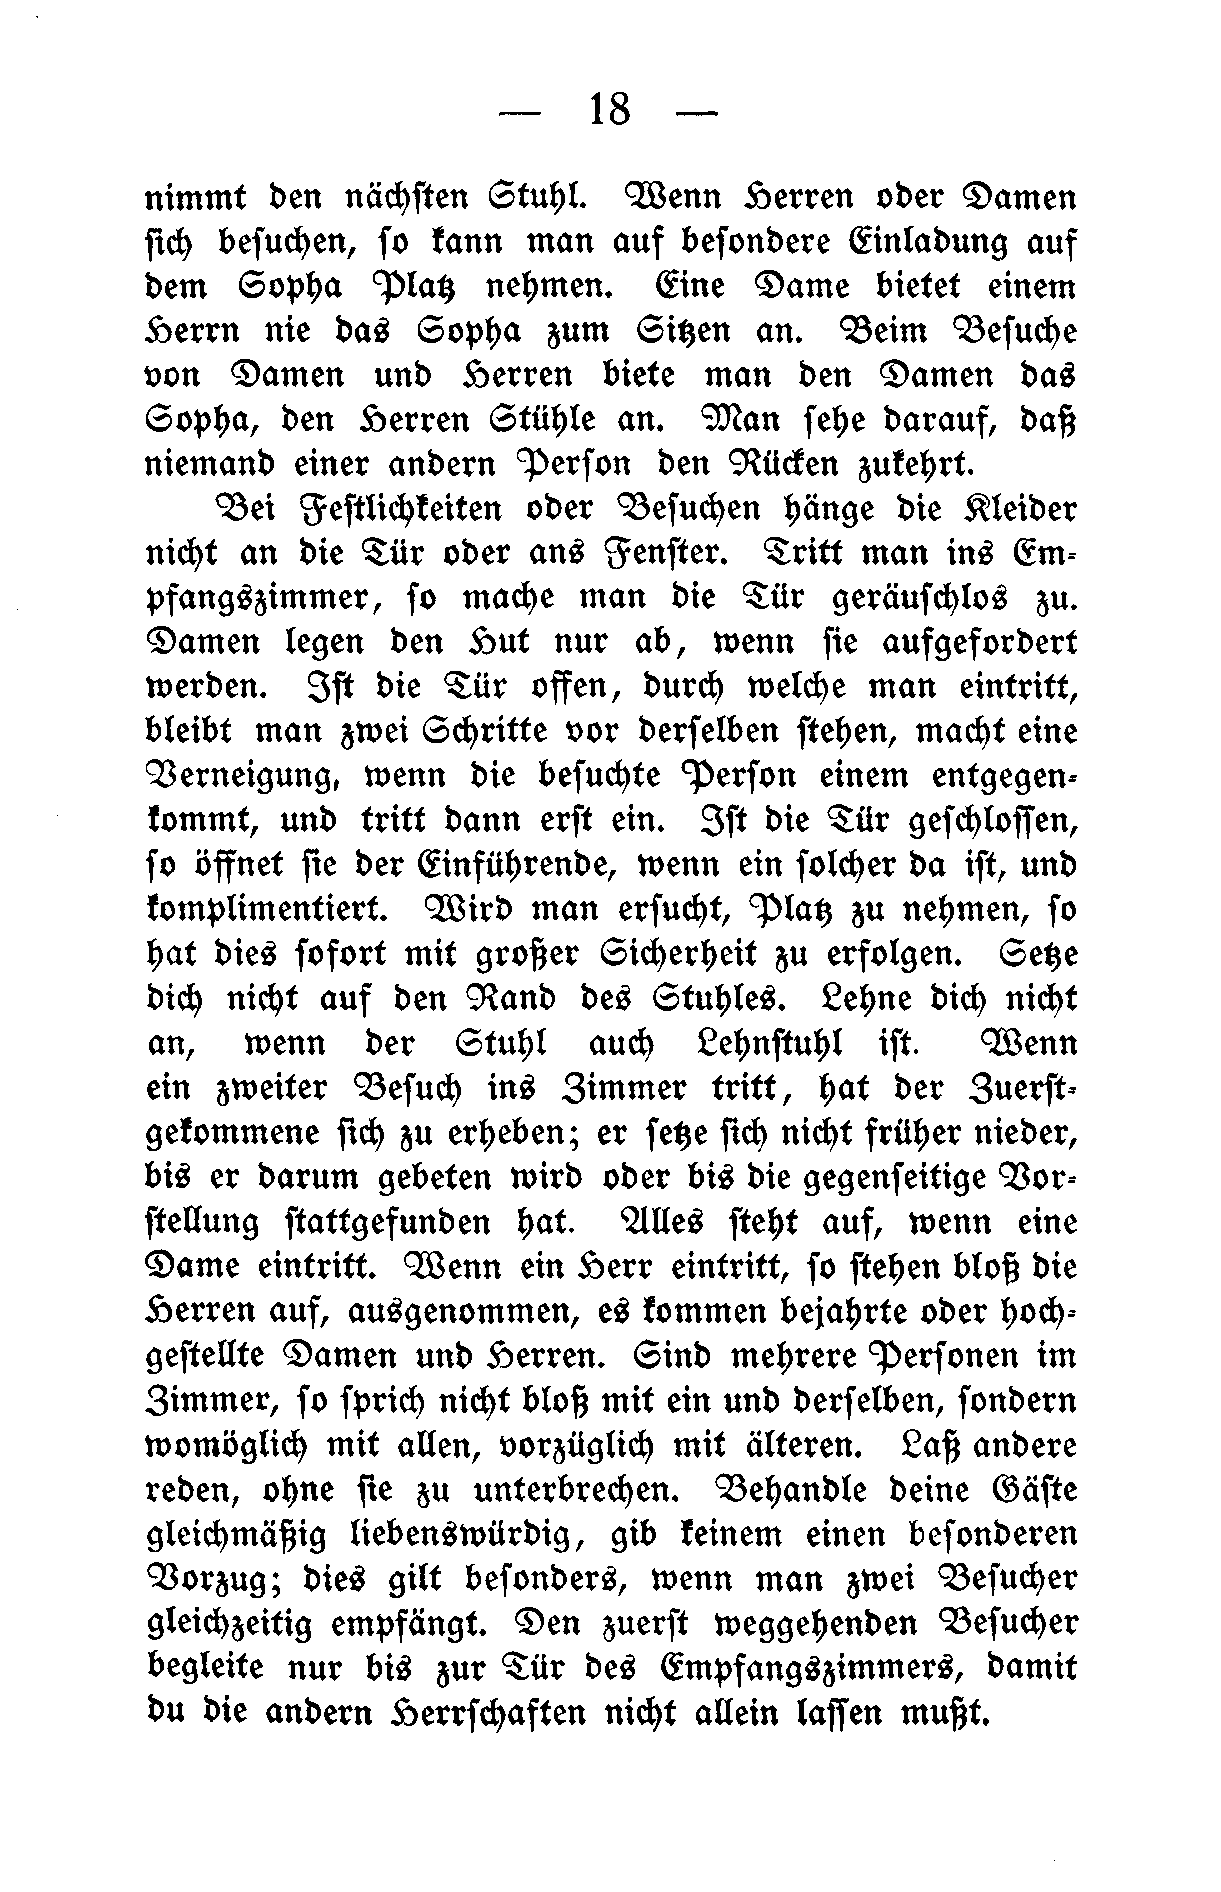 — 18 —
nimmt den nächſten Stuhl. Wenn Herren oder Damen
ſich beſuchen, ſo kann man auf beſondere Einladung auf
dem Sopha Platz nehmen. Eine Dame bietet einem
Herrn nie das Sopha zum Sitzen an. Beim Beſuche
von Damen und Herren biete man den Damen das
Sopha, den Herren Stühle an. Man ſehe darauf, daß
niemand einer andern Perſon den Rücken zukehrt.
Bei Feſtlichkeiten oder Beſuchen hänge die Kleider
nicht an die Tür oder ans Fenſter. Tritt man ins Em-
pfangszimmer, ſo mache man die Tür geräuſchlos zu.
Damen legen den Hut nur ab, wenn ſie aufgefordert
werden. Iſt die Tür offen, durch welche man eintritt,
bleibt man zwei Schritte vor derſelben ſtehen, macht eine
Verneigung, wenn die beſuchte Perſon einem entgegen-
kommt, und tritt dann erſt ein. Iſt die Tür geſchloſſen,
ſo öffnet ſie der Einführende, wenn ein ſolcher da iſt, und
komplimentiert. Wird man erſucht, Platz zu nehmen, ſo
hat dies ſofort mit großer Sicherheit zu erfolgen. Setze
dich nicht auf den Rand des Stuhles. Lehne dich nicht
an, wenn der Stuhl auch Lehnſtuhl iſt. Wenn
ein zweiter Beſuch ins Zimmer tritt, hat der Zuerſt-
gekommene ſich zu erheben; er ſetze ſich nicht früher nieder,
bis er darum gebeten wird oder bis die gegenſeitige Vor-
ſtellung ſtattgefunden hat. Alles ſteht auf, wenn eine
Dame eintritt. Wenn ein Herr eintritt, ſo ſtehen bloß die
Herren auf, ausgenommen, es kommen bejahrte oder hoch-
geſtellte Damen und Herren. Sind mehrere Perſonen im
Zimmer, ſo ſprich nicht bloß mit ein und derſelben, ſondern
womöglich mit allen, vorzüglich mit älteren. Laß andere
reden, ohne ſie zu unterbrechen. Behandle deine Gäſte
gleichmäßig liebenswürdig, gib keinem einen beſonderen
Vorzug; dies gilt beſonders, wenn man zwei Beſucher
gleichzeitig empfängt. Den zuerſt weggehenden Beſucher
begleite nur bis zur Tür des Empfangszimmers, damit
du die andern Herrſchaften nicht allein laſſen mußt.